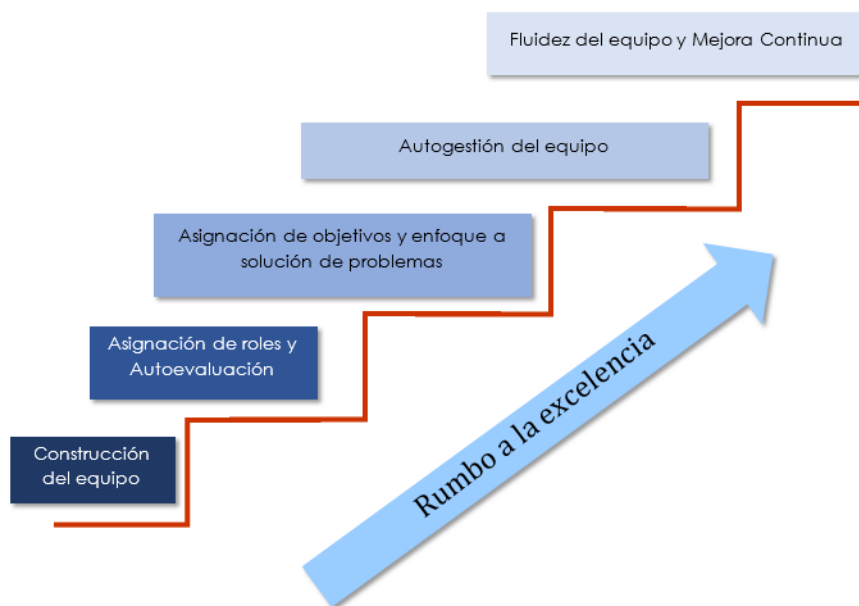 Fluidez del equipo y Mejora Continua
Autogestión del equipo
Asignación de objetivos y enfoque a
solución de problemas
Asignación de roles y
Autoevaluación
Construcción
del equipo
Rumbo a la excelencia